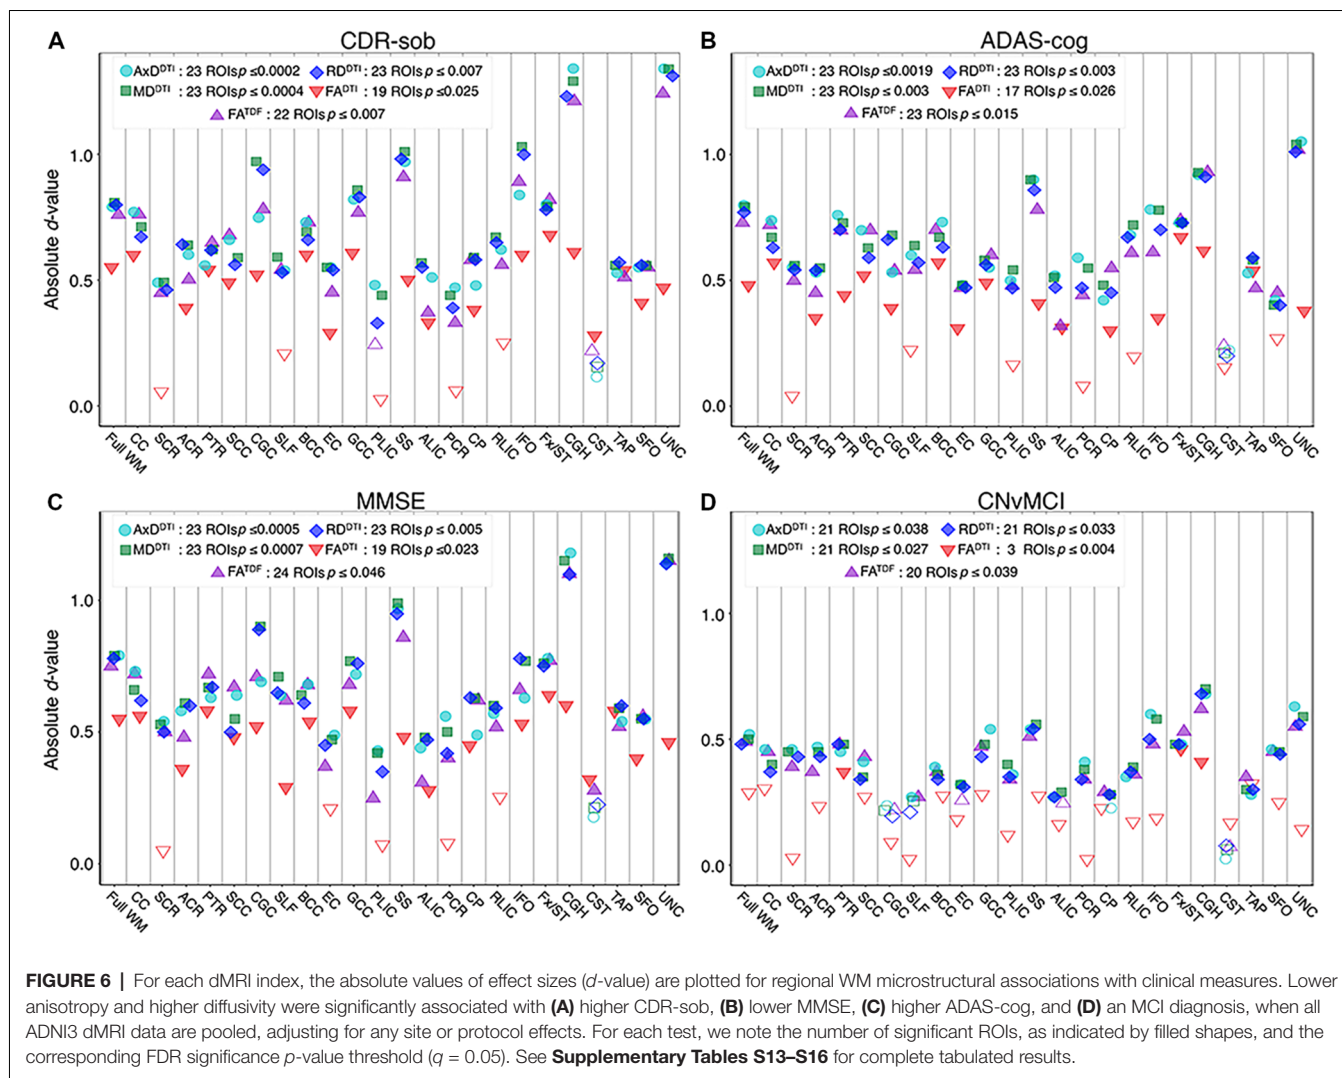 A
CDR-sob
AxD^DTI : 23 ROIs p ≤0.0002
RD^DTI : 23 ROIs p ≤ 0.007
MD^DTI : 23 ROIs p ≤ 0.0004
FA^DTI : 19 ROIs p ≤0.025
FA^TDF : 22 ROIs p ≤ 0.007
Absolute d-value
1.0
0.5
0.0
Full WM CC SCR ACR PTR SCC CGC SLF BCC EC GCC PLIC SS ALIC PCR CP RLIC IFO Fx/ST CGH CST TAP SFO UNC
B
ADAS-cog
AxD^DTI : 23 ROIs p ≤0.0019
RD^DTI : 23 ROIs p ≤ 0.003
MD^DTI : 23 ROIs p ≤ 0.003
FA^DTI : 17 ROIs p ≤ 0.026
FA^TDF : 23 ROIs p ≤ 0.015
1.0
0.5
0.0
Full WM CC SCR ACR PTR SCC CGC SLF BCC EC GCC PLIC SS ALIC PCR CP RLIC IFO Fx/ST CGH CST TAP SFO UNC
C
MMSE
AxD^DTI : 23 ROIs p ≤0.0005
RD^DTI : 23 ROIs p ≤ 0.005
MD^DTI : 23 ROIs p ≤0.0007
FA^DTI : 19 ROIs p ≤0.023
FA^TDF : 24 ROIs p ≤ 0.046
Absolute d-value
1.0
0.5
0.0
Full WM CC SCR ACR PTR SCC CGC SLF BCC EC GCC PLIC SS ALIC PCR CP RLIC IFO Fx/ST CGH CST TAP SFO UNC
D
CNvMCI
AxD^DTI : 21 ROIs p ≤ 0.038
RD^DTI : 21 ROIs p ≤ 0.033
MD^DTI : 21 ROIs p ≤ 0.027
FA^DTI : 3 ROIs p ≤ 0.004
FA^TDF : 20 ROIs p ≤ 0.039
1.0
0.5
0.0
Full WM CC SCR ACR PTR SCC CGC SLF BCC EC GCC PLIC SS ALIC PCR CP RLIC IFO Fx/ST CGH CST TAP SFO UNC
FIGURE 6 | For each dMRI index, the absolute values of effect sizes (d-value) are plotted for regional WM microstructural associations with clinical measures. Lower
anisotropy and higher diffusivity were significantly associated with (A) higher CDR-sob, (B) lower MMSE, (C) higher ADAS-cog, and (D) an MCI diagnosis, when all
ADNI3 dMRI data are pooled, adjusting for any site or protocol effects. For each test, we note the number of significant ROIs, as indicated by filled shapes, and the
corresponding FDR significance p-value threshold (q = 0.05). See Supplementary Tables S13–S16 for complete tabulated results.